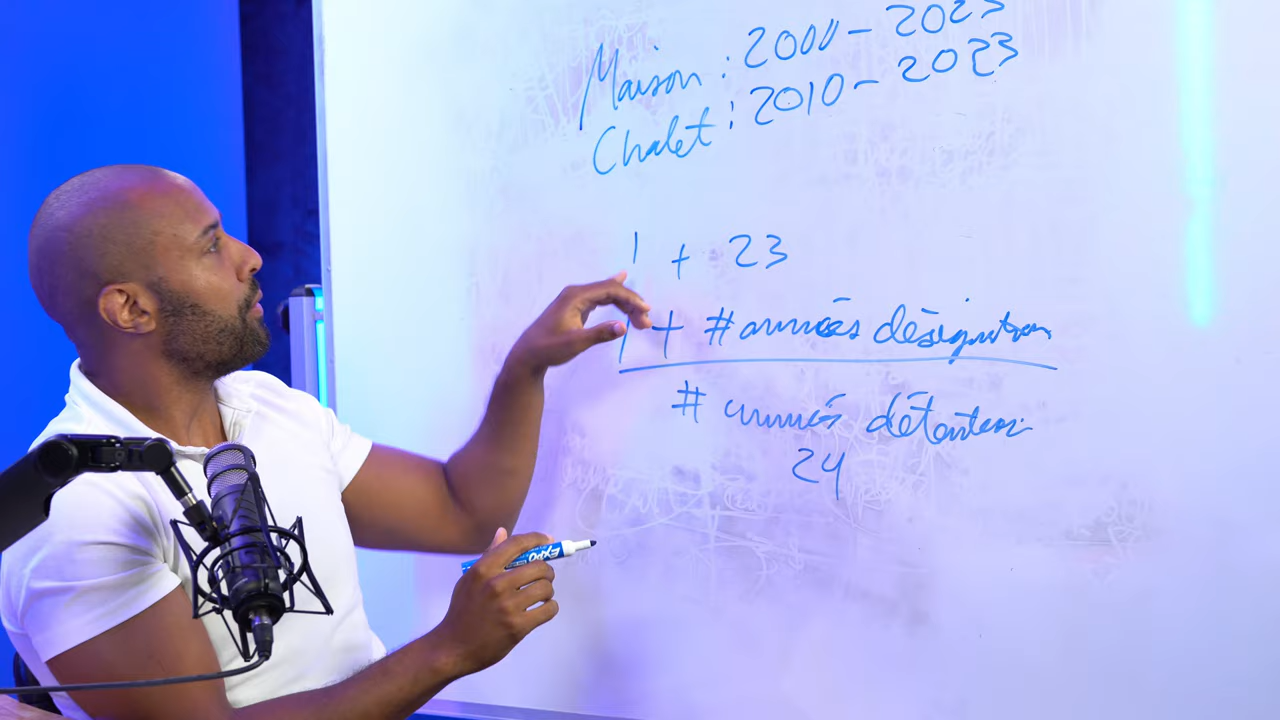 Maison : 2000 - 2023
Chalet : 2010 - 2023
1 + 23
1 + # années désignation
# années détention
24
EXPO